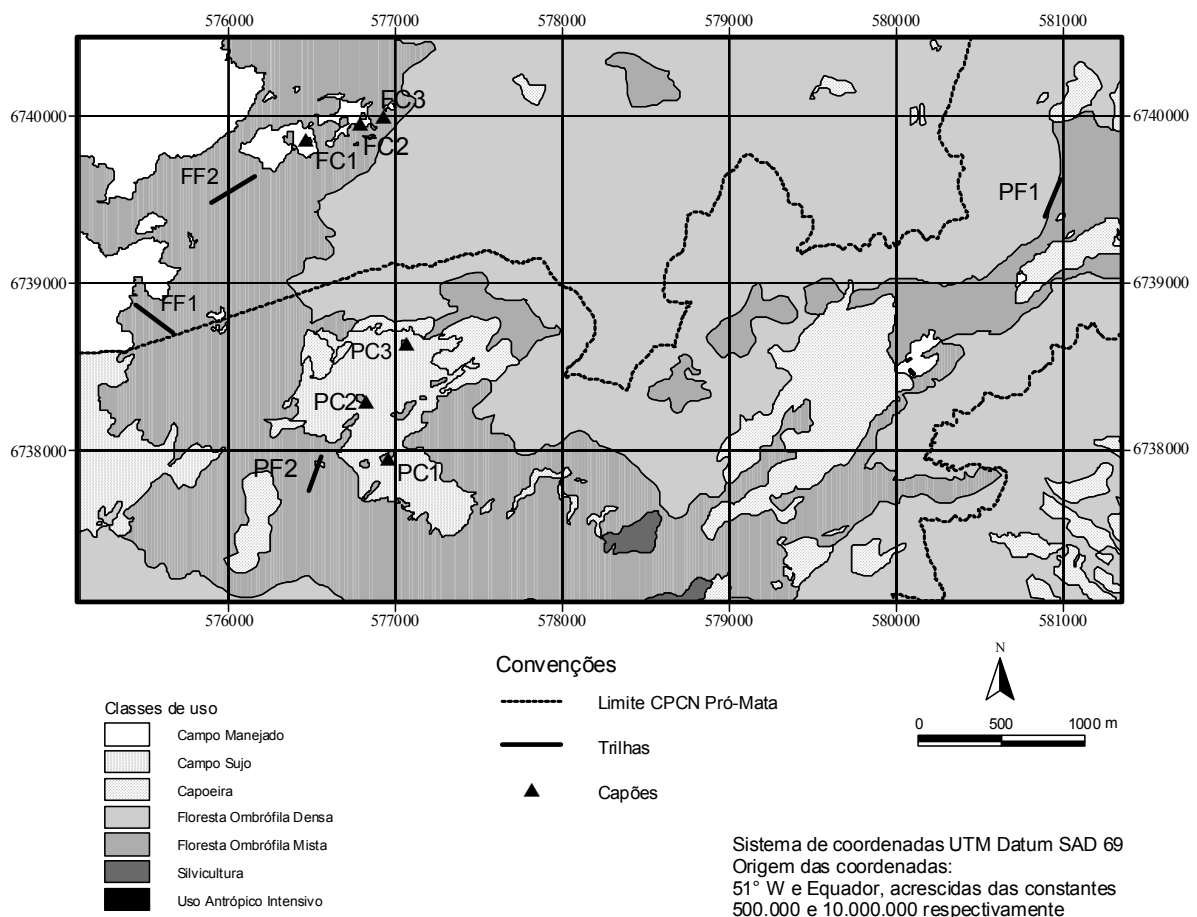 576000 577000 578000 579000 580000 581000
6740000 6740000
FC3
FC2
FC1
FF2
PF1
6739000 6739000
FF1
PC3
PC2
6738000 6738000
PF2
PC1
576000 577000 578000 579000 580000 581000
Convenções
Limite CPCN Pró-Mata
Trilhas
Capões
N
0 500 1000 m
Classes de uso
Campo Manejado
Campo Sujo
Capoeira
Floresta Ombrófila Densa
Floresta Ombrófila Mista
Silvicultura
Uso Antrópico Intensivo
Sistema de coordenadas UTM Datum SAD 69
Origem das coordenadas:
51° W e Equador, acrescidas das constantes
500.000 e 10.000.000 respectivamente